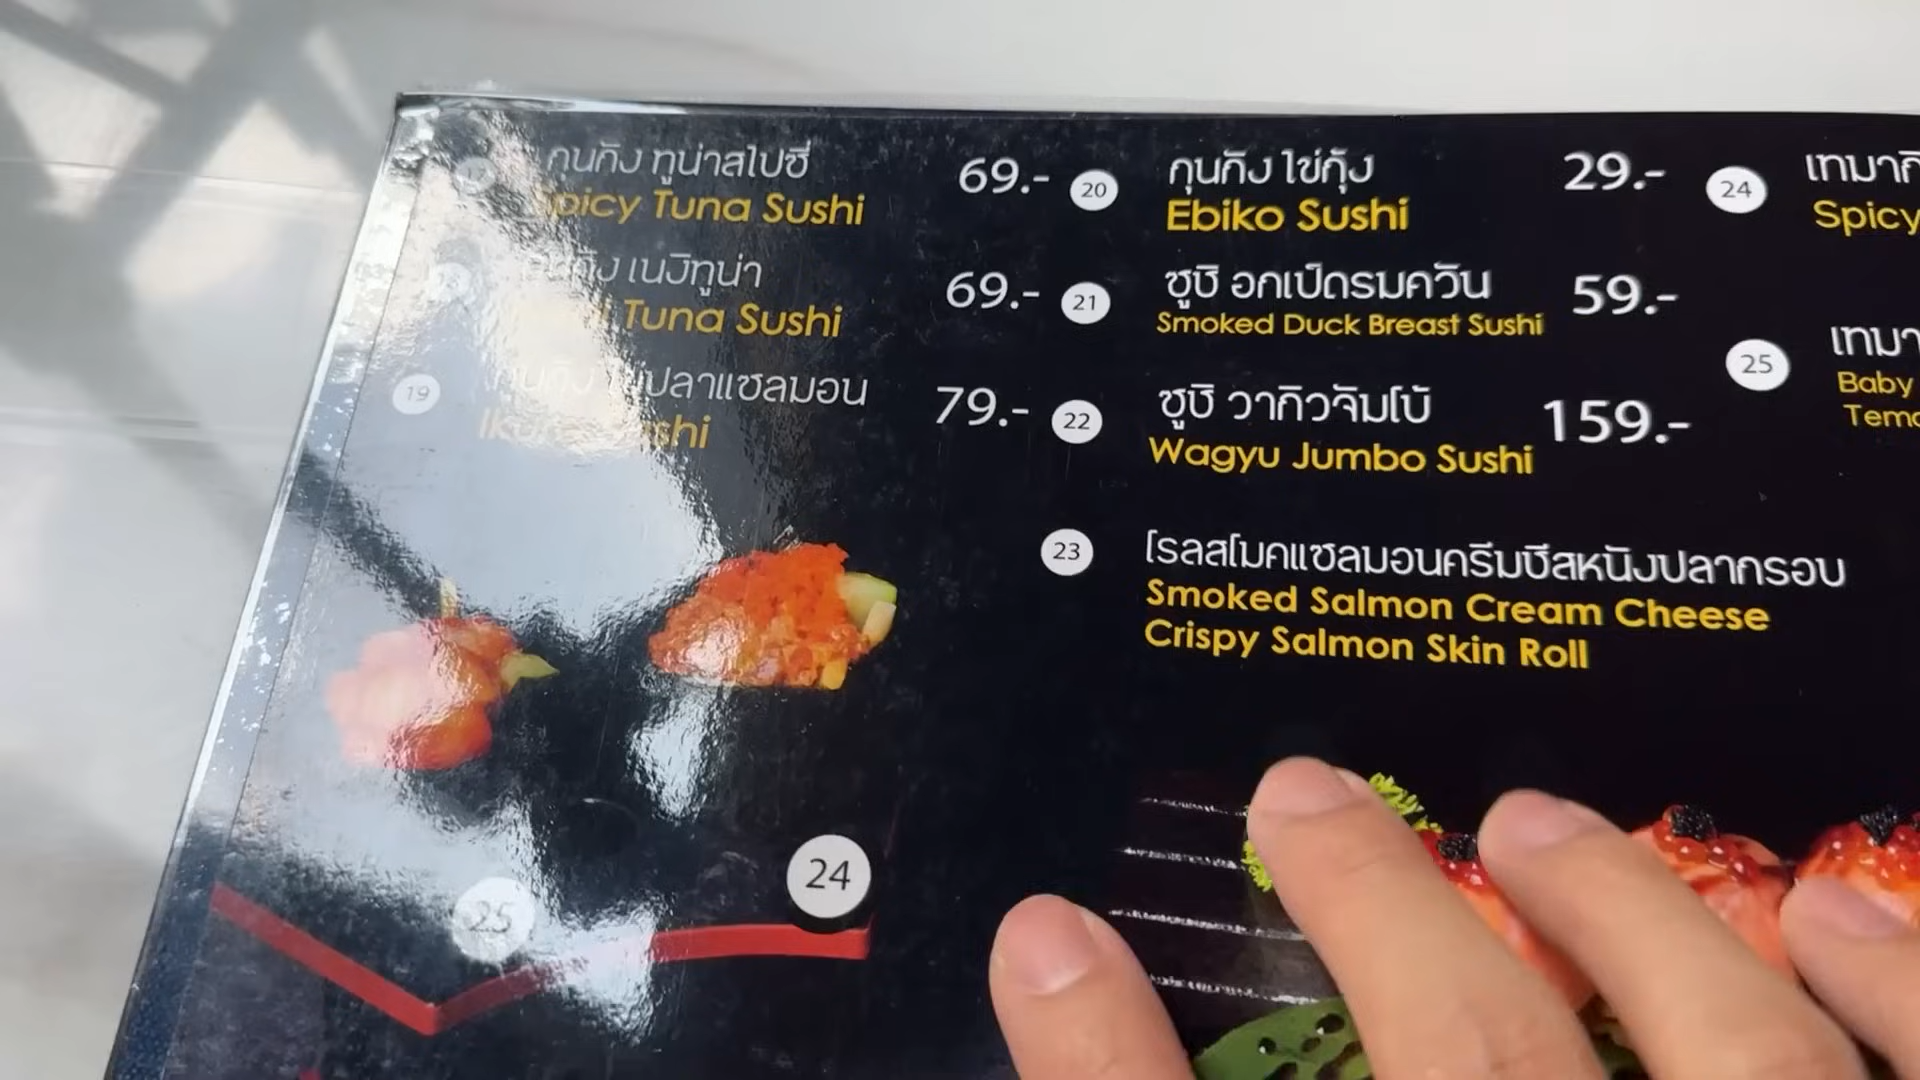 กุนกัง ทูน่าสไปซี่ 69.-
Spicy Tuna Sushi
เนงิทูน่า 69.-
Tuna Sushi
19 ไข่ปลาแซลมอน 79.-
20 กุนกัง ไข่กุ้ง 29.-
Ebiko Sushi
21 ซูชิ อกเป็ดรมควัน 59.-
Smoked Duck Breast Sushi
22 ซูชิ วากิวจัมโบ้ 159.-
Wagyu Jumbo Sushi
23 โรลสโมคแซลมอนครีมชีสหนังปลากรอบ
Smoked Salmon Cream Cheese
Crispy Salmon Skin Roll
24
Spicy
25
Baby
24
25